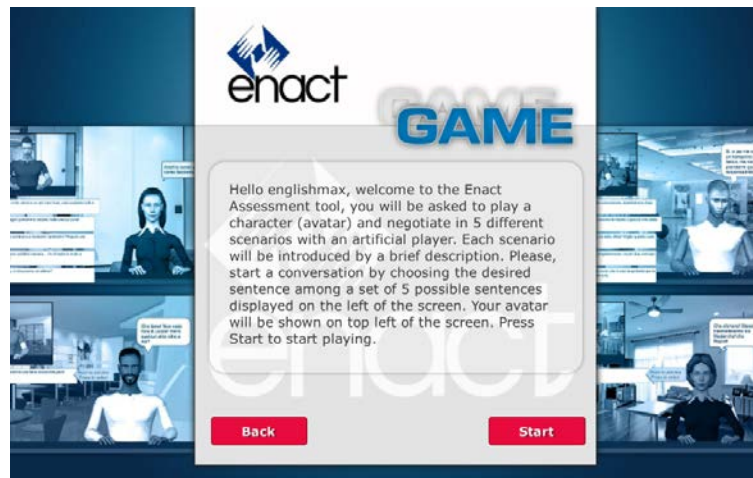 enact
GAME
Hello englishmax, welcome to the Enact
Assessment tool, you will be asked to play a
character (avatar) and negotiate in 5 different
scenarios with an artificial player. Each scenario
will be introduced by a brief description. Please,
start a conversation by choosing the desired
sentence among a set of 5 possible sentences
displayed on the left of the screen. Your avatar
will be shown on top left of the screen. Press
Start to start playing.
enact
Back
Start